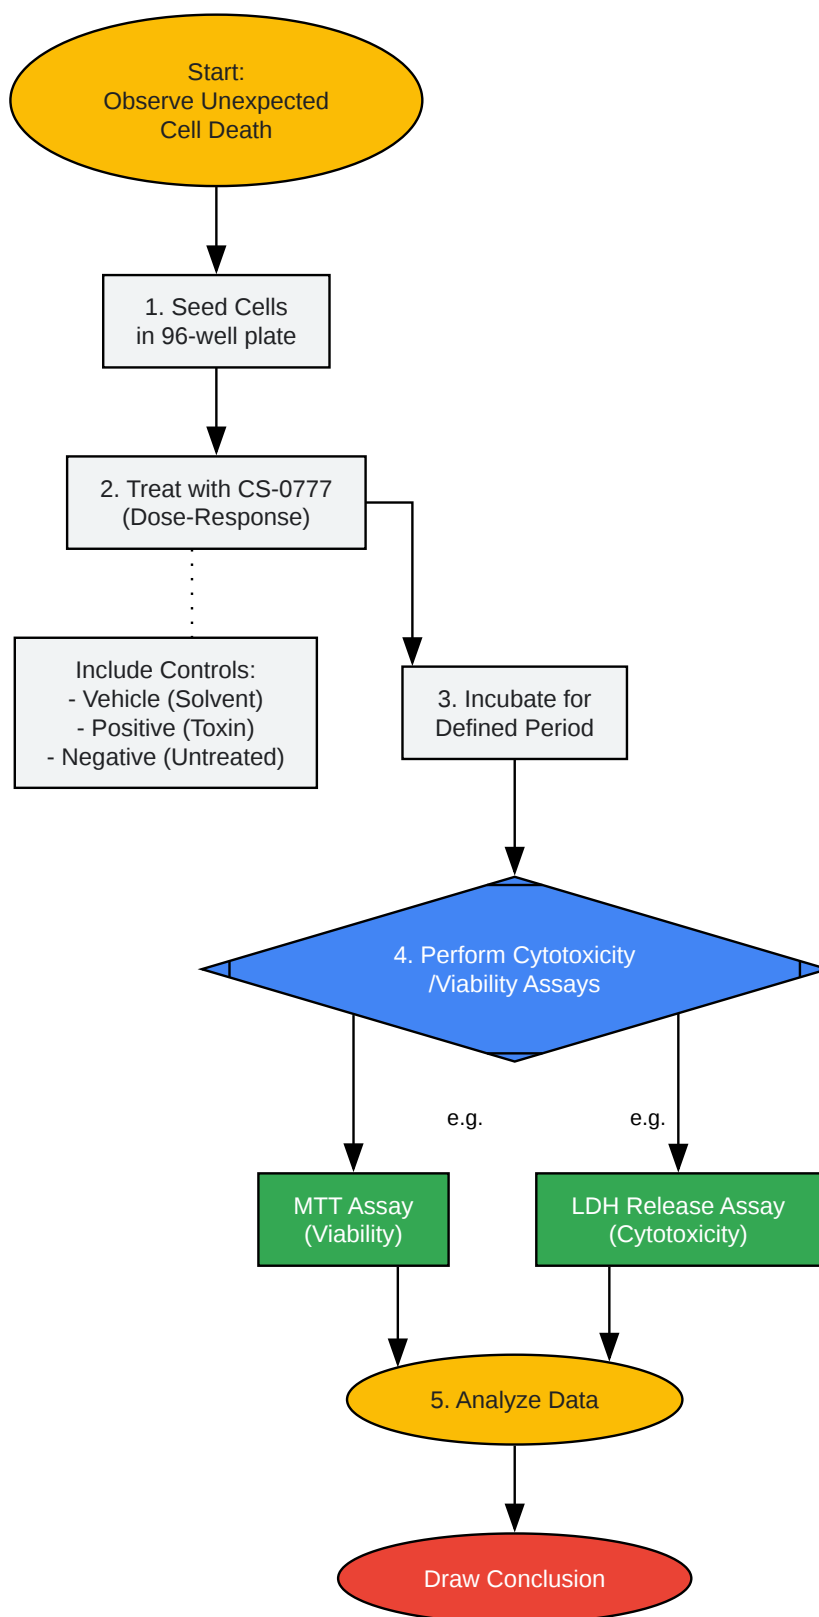 Start:
Observe Unexpected
Cell Death
1. Seed Cells
in 96-well plate
2. Treat with CS-0777
(Dose-Response)
Include Controls:
- Vehicle (Solvent)
- Positive (Toxin)
- Negative (Untreated)
3. Incubate for
Defined Period
4. Perform Cytotoxicity
/Viability Assays
e.g.
e.g.
MTT Assay
(Viability)
LDH Release Assay
(Cytotoxicity)
5. Analyze Data
Draw Conclusion